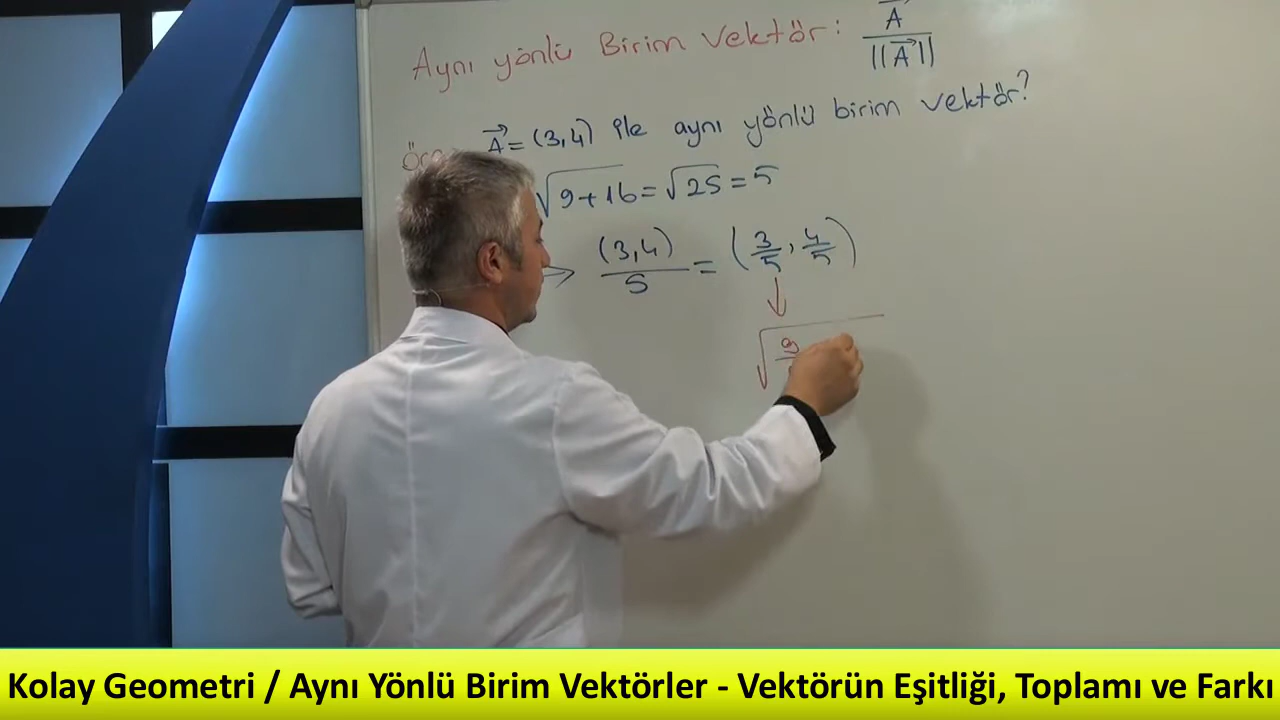 Aynı yönlü Birim Vektör: A / ||A||
A = (3,4) ile aynı yönlü birim vektör?
√9+16 = √25 = 5
→ (3,4) / 5 = (3/5, 4/5)
↓
√9
Kolay Geometri / Aynı Yönlü Birim Vektörler - Vektörün Eşitliği, Toplamı ve Farkı